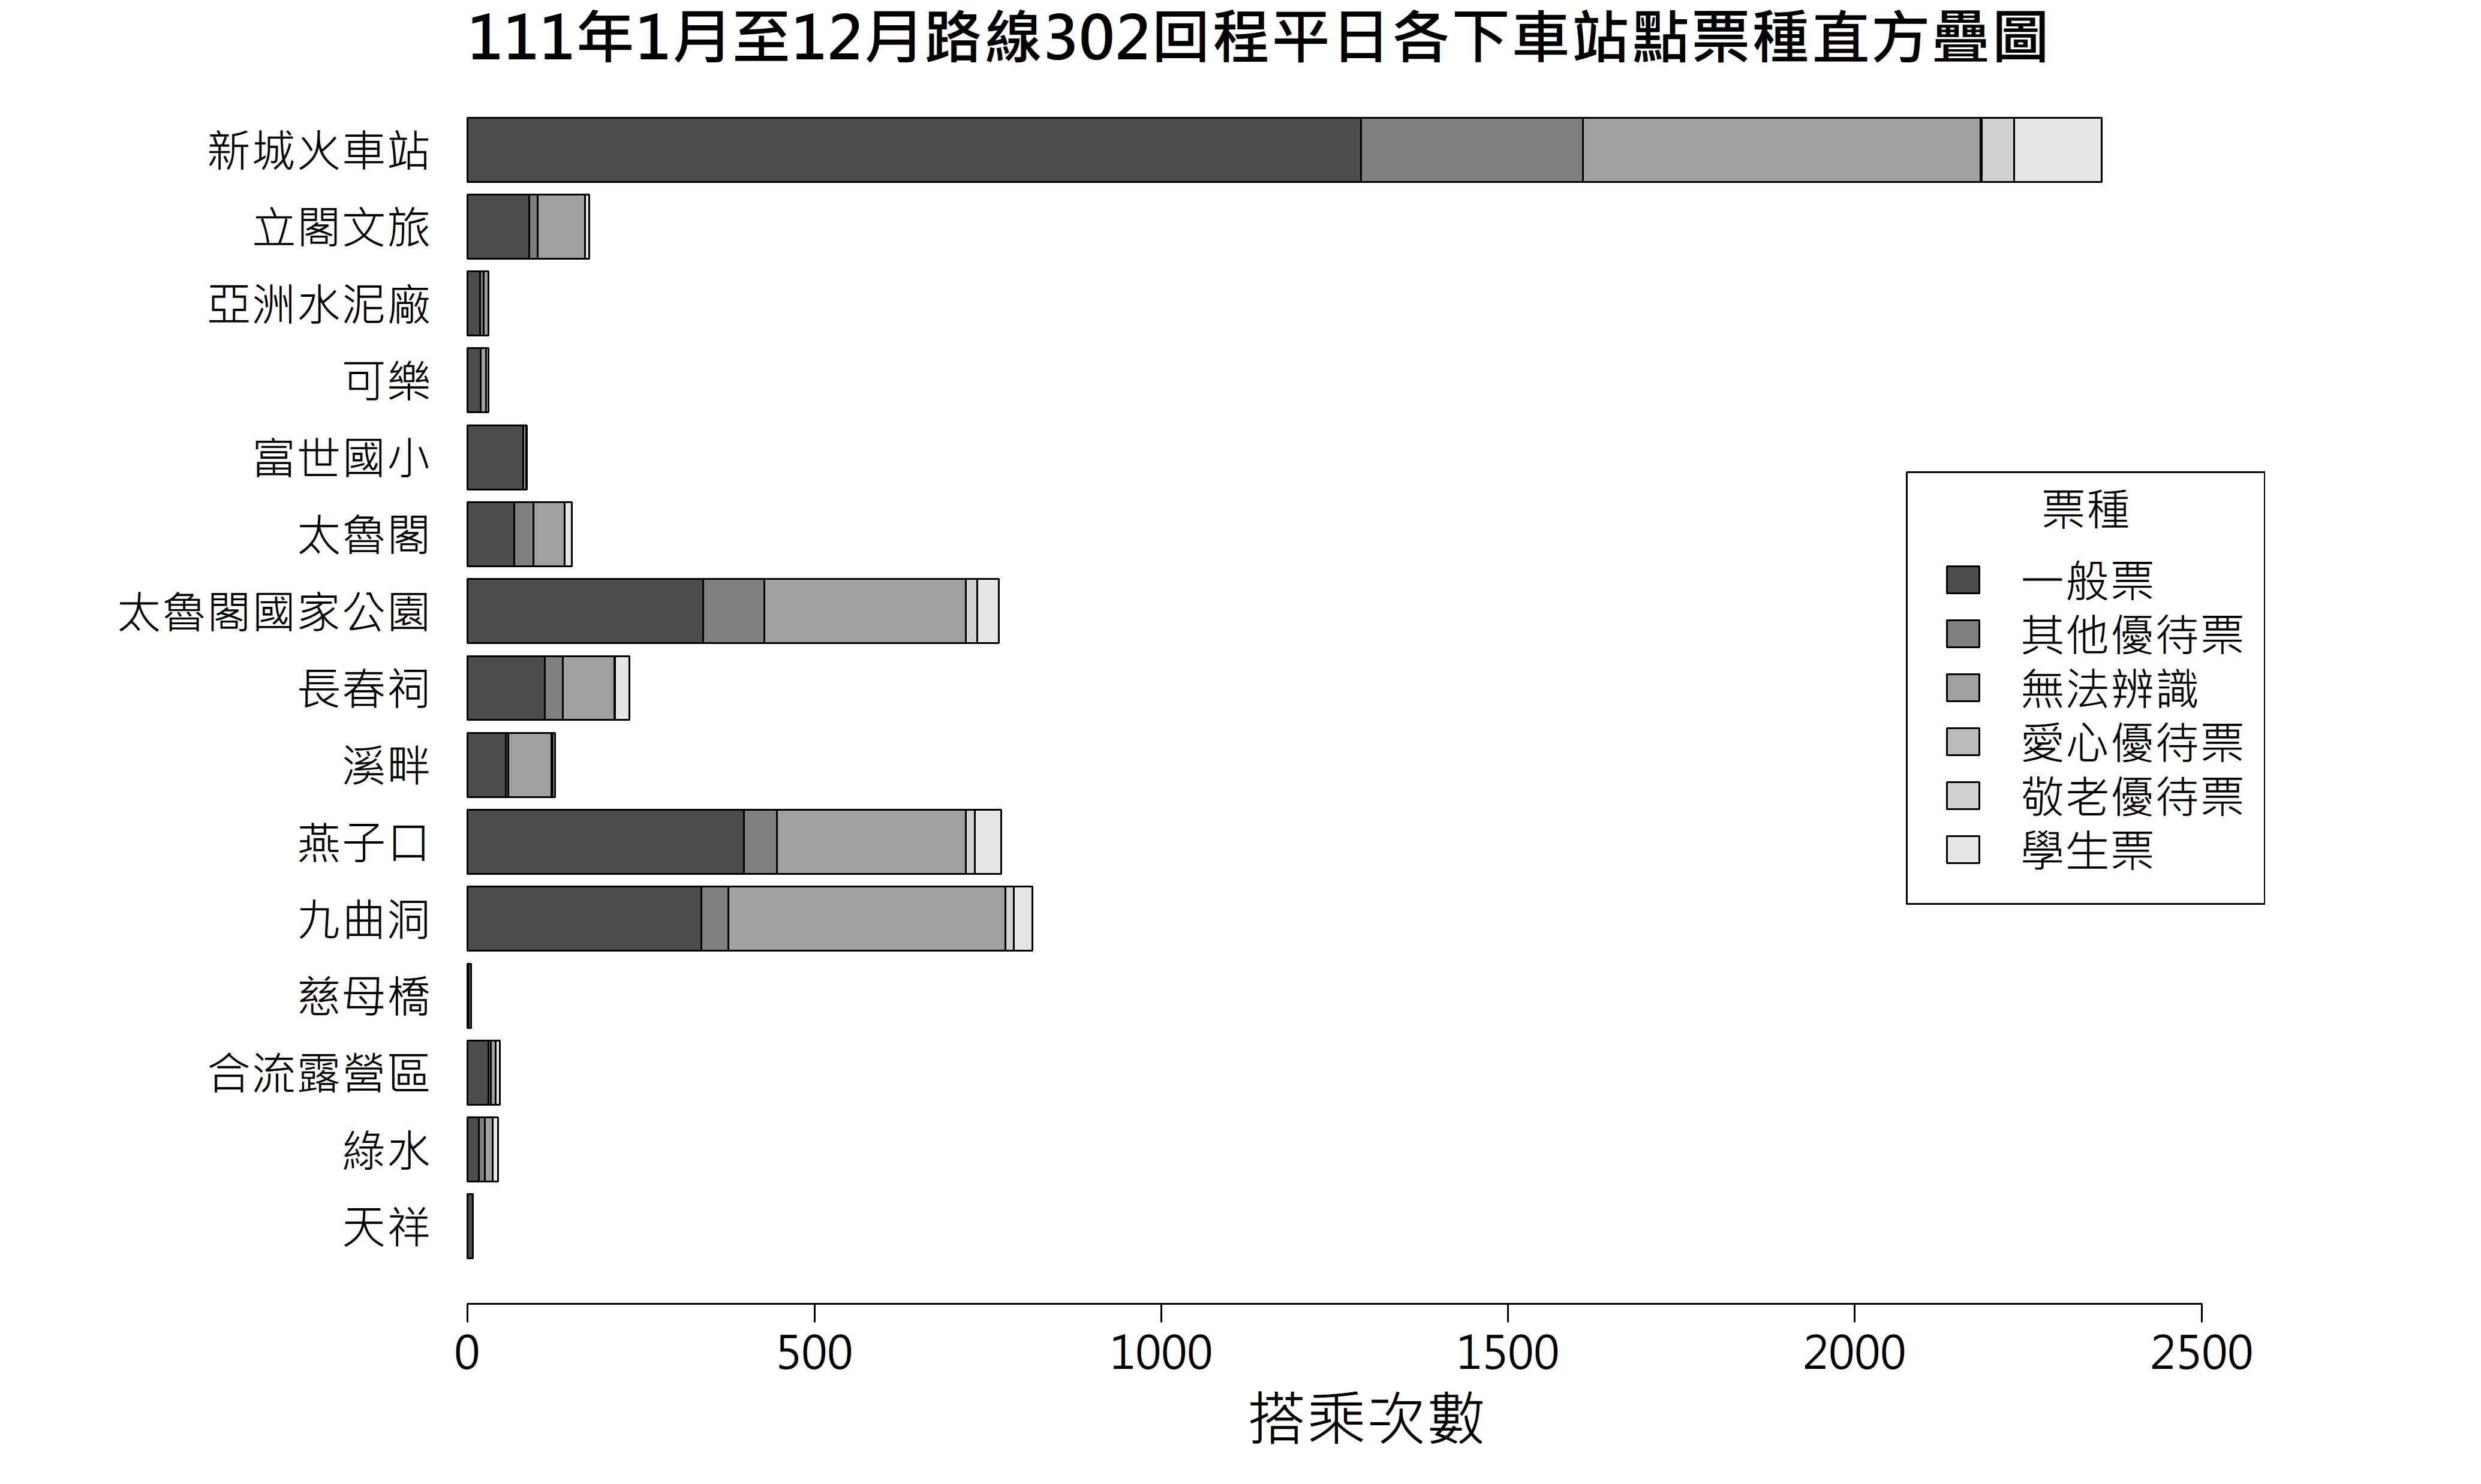 111年1月至12月路線302回程平日各下車站點票種直方疊圖
新城火車站
立閣文旅
亞洲水泥廠
可樂
富世國小
太魯閣
太魯閣國家公園
長春祠
溪畔
燕子口
九曲洞
慈母橋
合流露營區
綠水
天祥
票種
一般票
其他優待票
無法辨識
愛心優待票
敬老優待票
學生票
0 500 1000 1500 2000 2500
搭乘次數